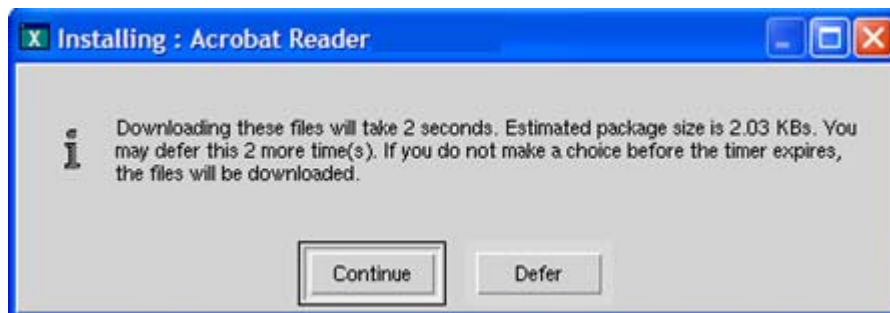 X Installing : Acrobat Reader
Downloading these files will take 2 seconds. Estimated package size is 2.03 KBs. You
may defer this 2 more time(s). If you do not make a choice before the timer expires,
the files will be downloaded.
Continue Defer